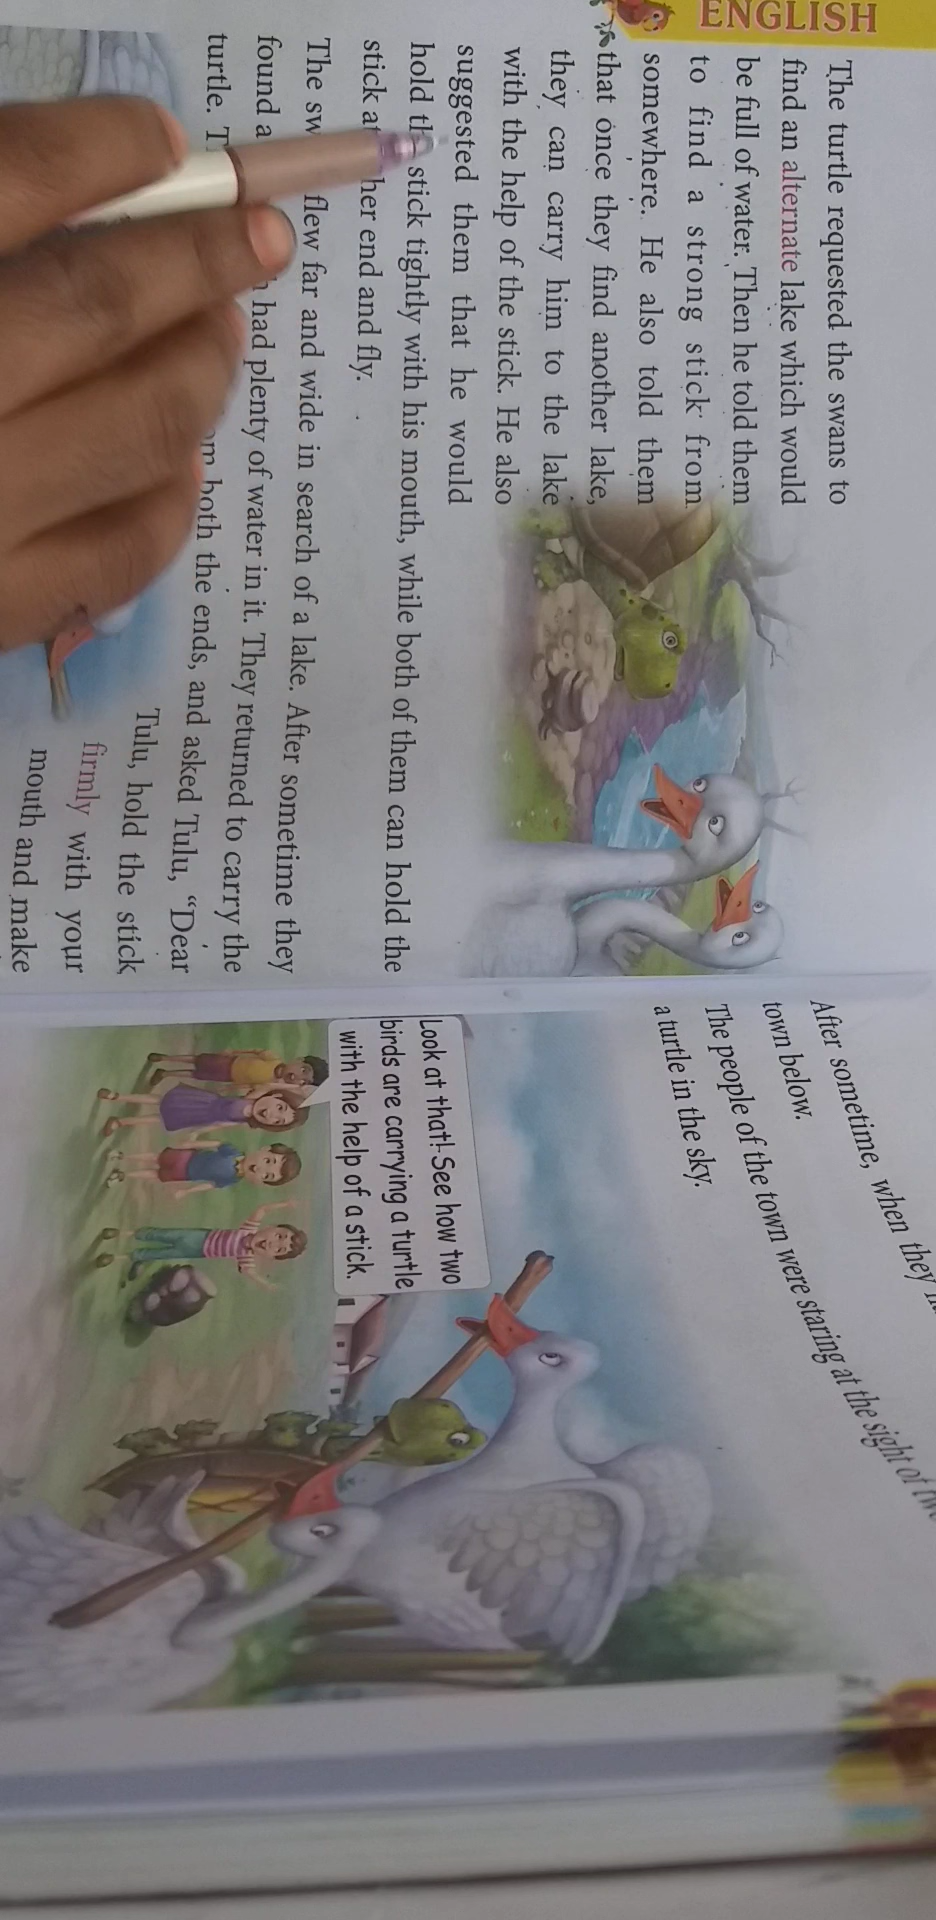 ENGLISH
The turtle requested the swans to
find an alternate lake which would
be full of water. Then he told them
to find a strong stick from
somewhere. He also told them
that once they find another lake,
they can carry him to the lake
with the help of the stick. He also
suggested them that he would
hold stick tightly with his mouth, while both of them can hold the
stick end and fly.
The flew far and wide in search of a lake. After sometime they
found a had plenty of water in it. They returned to carry the
turtle. both the ends, and asked Tulu, “Dear
Tulu, hold the stick
firmly with your
mouth and make
After sometime, when they
town below.
The people of the town were staring at the sight of
a turtle in the sky.
Look at that! See how two
birds are carrying a turtle
with the help of a stick.